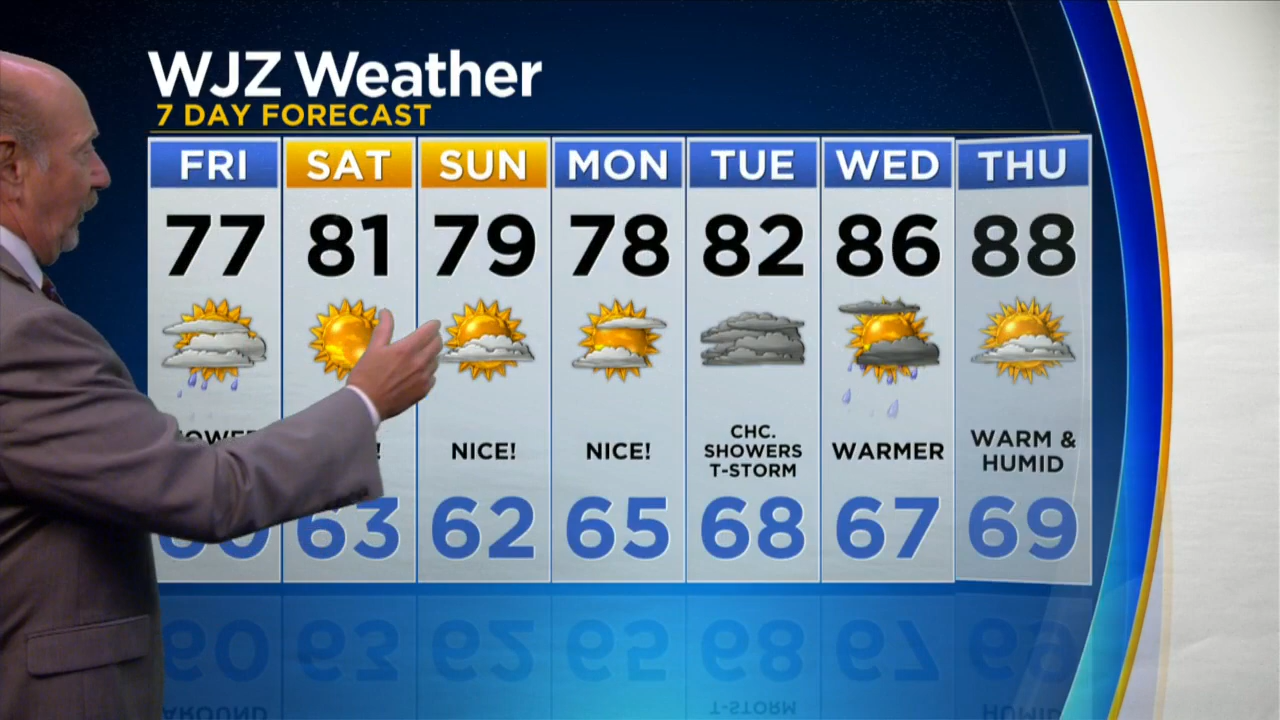 WJZ Weather
7 DAY FORECAST
FRI SAT SUN MON TUE WED THU
77 81 79 78 82 86 88
NICE!
NICE!
CHC.
SHOWERS
T-STORM
WARMER
WARM &
HUMID
60 63 62 65 68 67 69